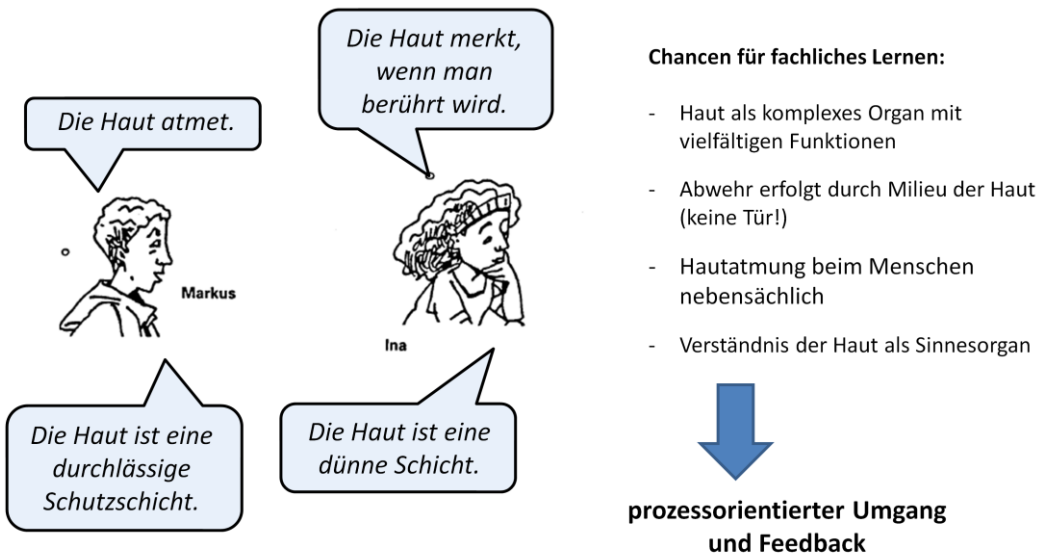 Die Haut atmet.
Die Haut merkt,
wenn man
berührt wird.
Markus
Ina
Die Haut ist eine
durchlässige
Schutzschicht.
Die Haut ist eine
dünne Schicht.
Chancen für fachliches Lernen:
- Haut als komplexes Organ mit
vielfältigen Funktionen
- Abwehr erfolgt durch Milieu der Haut
(keine Tür!)
- Hautatmung beim Menschen
nebensächlich
- Verständnis der Haut als Sinnesorgan
prozessorientierter Umgang
und Feedback